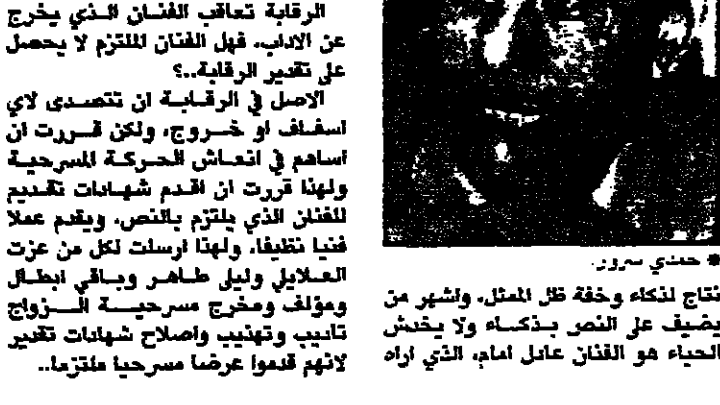 * حمدي سرور.
نتاج لذكاء وخفة ظل الممثل، واشهر من
يضيف على النص بذكاء ولا يخدش
الحياء هو الفنان عادل امام، الذي اراه
الرقابة تعاقب الفنان الذي يخرج
عن الاداب، فهل الفنان الملتزم لا يحصل
على تقدير الرقابة..؟
الاصل في الرقابة ان تتصدى لاي
اسفاف او خروج، ولكن قررت ان
اساهم في انعاش الحركة المسرحية
ولهذا قررت ان اقدم شهادات تقديم
للفنان الذي يلتزم بالنص، ويقدم عملا
فنيا نظيفا، ولهذا ارسلت لكل من عزت
العلايلي وليلى طاهر وباقي ابطال
ومؤلف ومخرج مسرحية الزواج
تاديب وتهذيب واصلاح شهادات تقدير
لانهم قدموا عرضا مسرحيا ملتزما..